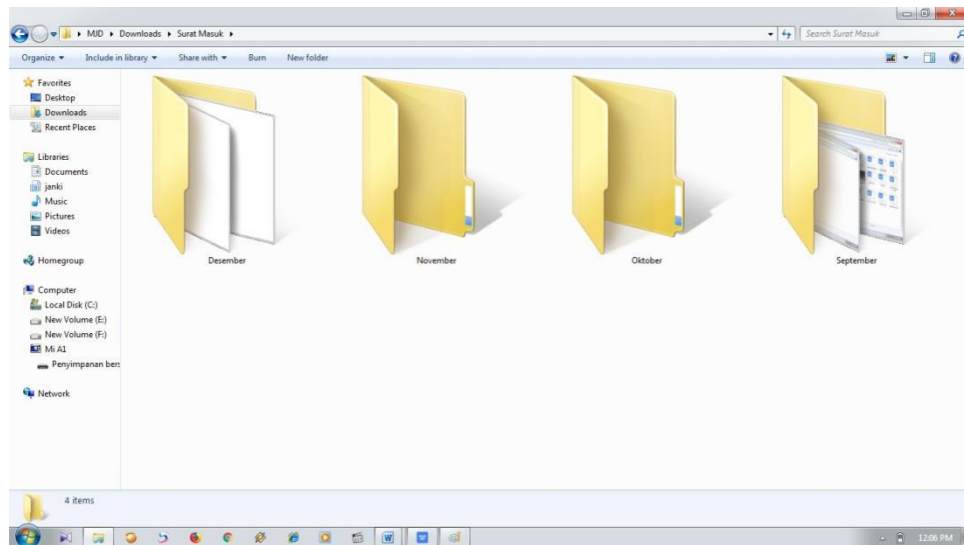 MJD ▸ Downloads ▸ Surat Masuk ▸
Search Surat Masuk
Organize
Include in library
Share with
Burn
New folder
Favorites
Desktop
Downloads
Recent Places
Libraries
Documents
janki
Music
Pictures
Videos
Homegroup
Computer
Local Disk (C:)
New Volume (E:)
New Volume (F:)
Mi A1
Penyimpanan bers
Network
Desember
November
Oktober
September
4 items
12:06 PM